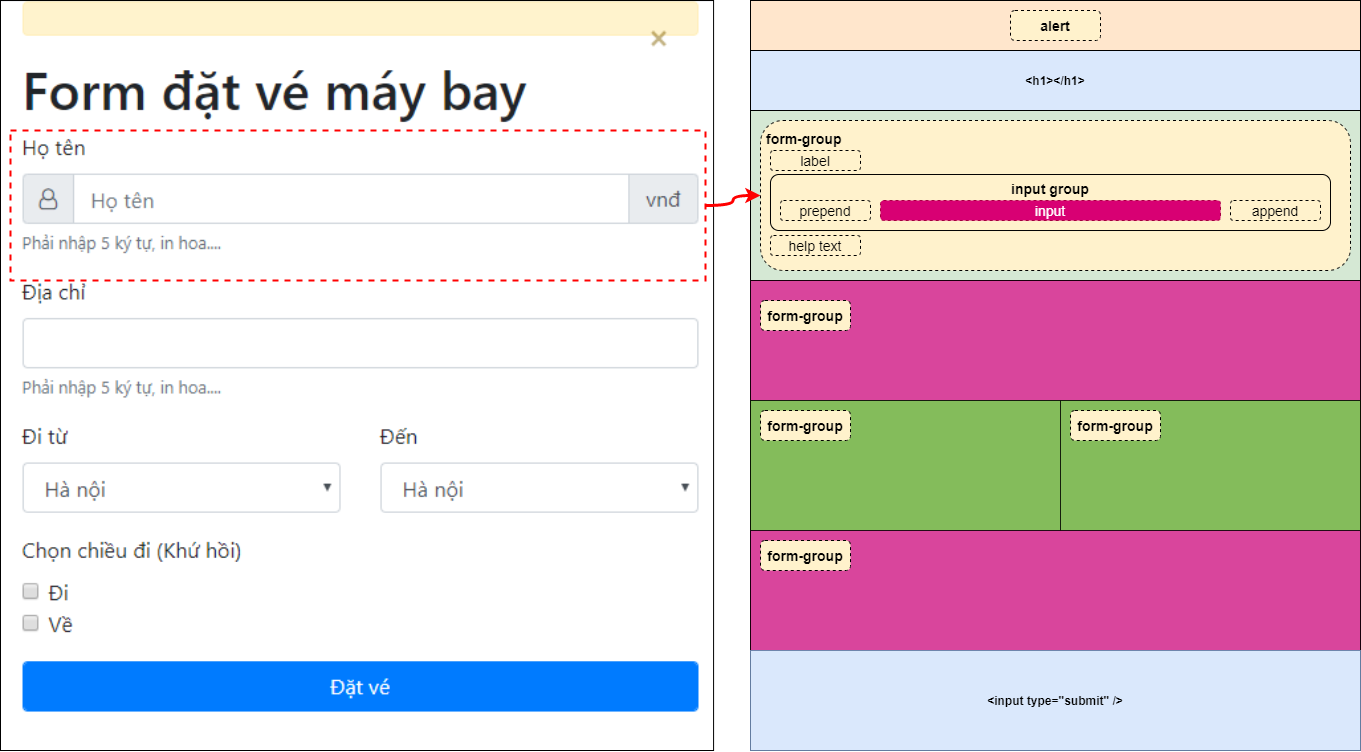 ×
Form đặt vé máy bay
Họ tên
Họ tên
vnđ
Phải nhập 5 ký tự, in hoa....
Địa chỉ
Phải nhập 5 ký tự, in hoa....
Đi từ
Đến
Hà nội
Hà nội
Chọn chiều đi (Khứ hồi)
Đi
Về
Đặt vé
alert
<h1></h1>
form-group
label
input group
prepend
input
append
help text
form-group
form-group
form-group
form-group
<input type="submit" />